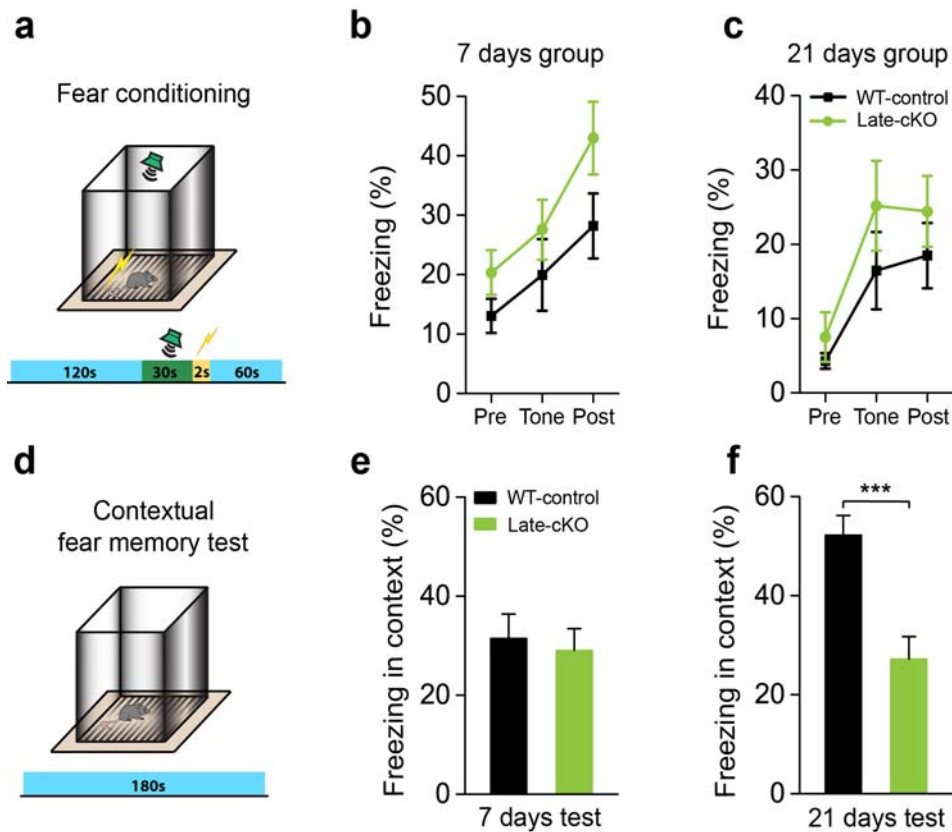 a
Fear conditioning
120s 30s 2s 60s
b
7 days group
Freezing (%)
50
40
30
20
10
0
Pre Tone Post
c
21 days group
WT-control
Late-cKO
Freezing (%)
40
30
20
10
0
Pre Tone Post
d
Contextual
fear memory test
180s
e
WT-control
Late-cKO
Freezing in context (%)
60
40
20
0
7 days test
f
***
Freezing in context (%)
60
40
20
0
21 days test